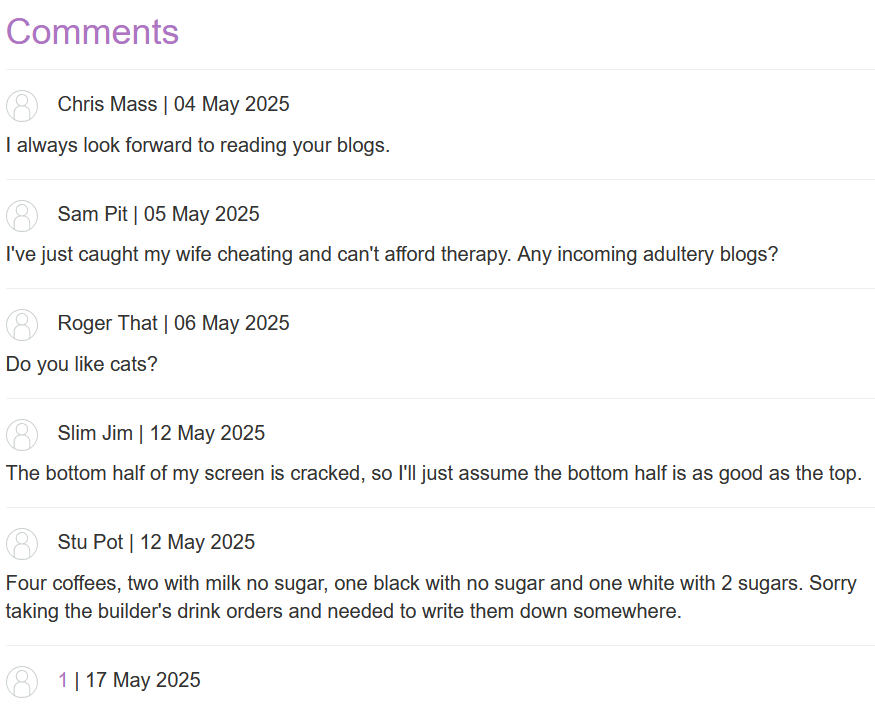 Comments
Chris Mass | 04 May 2025
I always look forward to reading your blogs.
Sam Pit | 05 May 2025
I've just caught my wife cheating and can't afford therapy. Any incoming adultery blogs?
Roger That | 06 May 2025
Do you like cats?
Slim Jim | 12 May 2025
The bottom half of my screen is cracked, so I'll just assume the bottom half is as good as the top.
Stu Pot | 12 May 2025
Four coffees, two with milk no sugar, one black with no sugar and one white with 2 sugars. Sorry
taking the builder's drink orders and needed to write them down somewhere.
1 | 17 May 2025